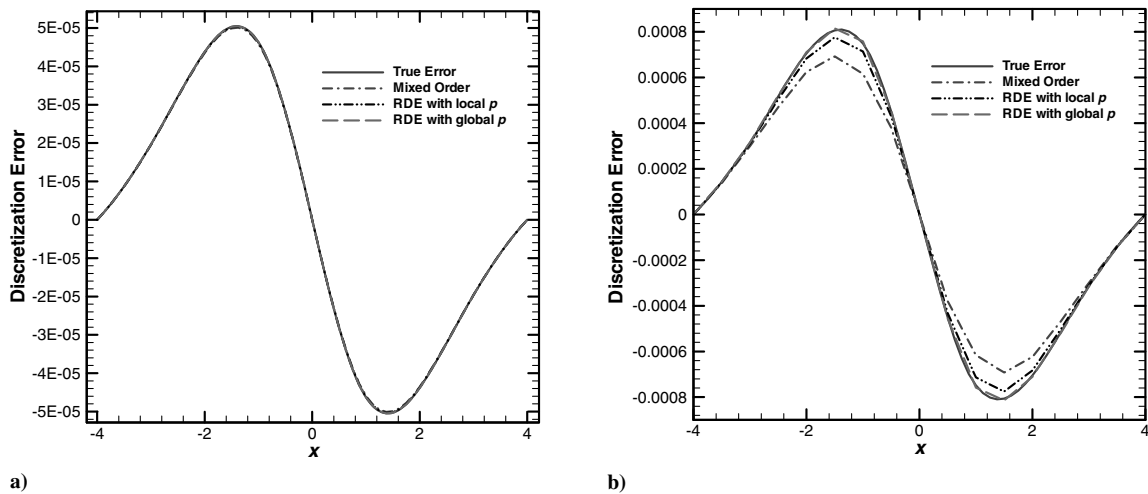 Discretization Error
5E-05
4E-05
3E-05
2E-05
1E-05
0
-1E-05
-2E-05
-3E-05
-4E-05
-5E-05
-4
-2
0
2
4
x
True Error
Mixed Order
RDE with local p
RDE with global p
a)
Discretization Error
0.0008
0.0006
0.0004
0.0002
0
-0.0002
-0.0004
-0.0006
-0.0008
-4
-2
0
2
4
x
True Error
Mixed Order
RDE with local p
RDE with global p
b)